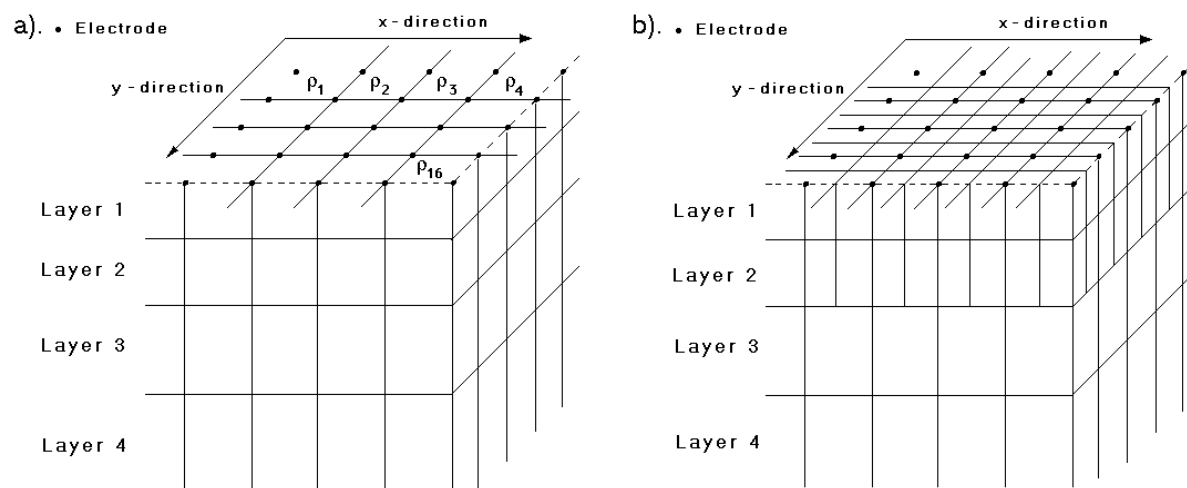 a). • Electrode
x-direction
y-direction
ρ1 ρ2 ρ3 ρ4
ρ16
Layer 1
Layer 2
Layer 3
Layer 4
b). • Electrode
x-direction
y-direction
Layer 1
Layer 2
Layer 3
Layer 4